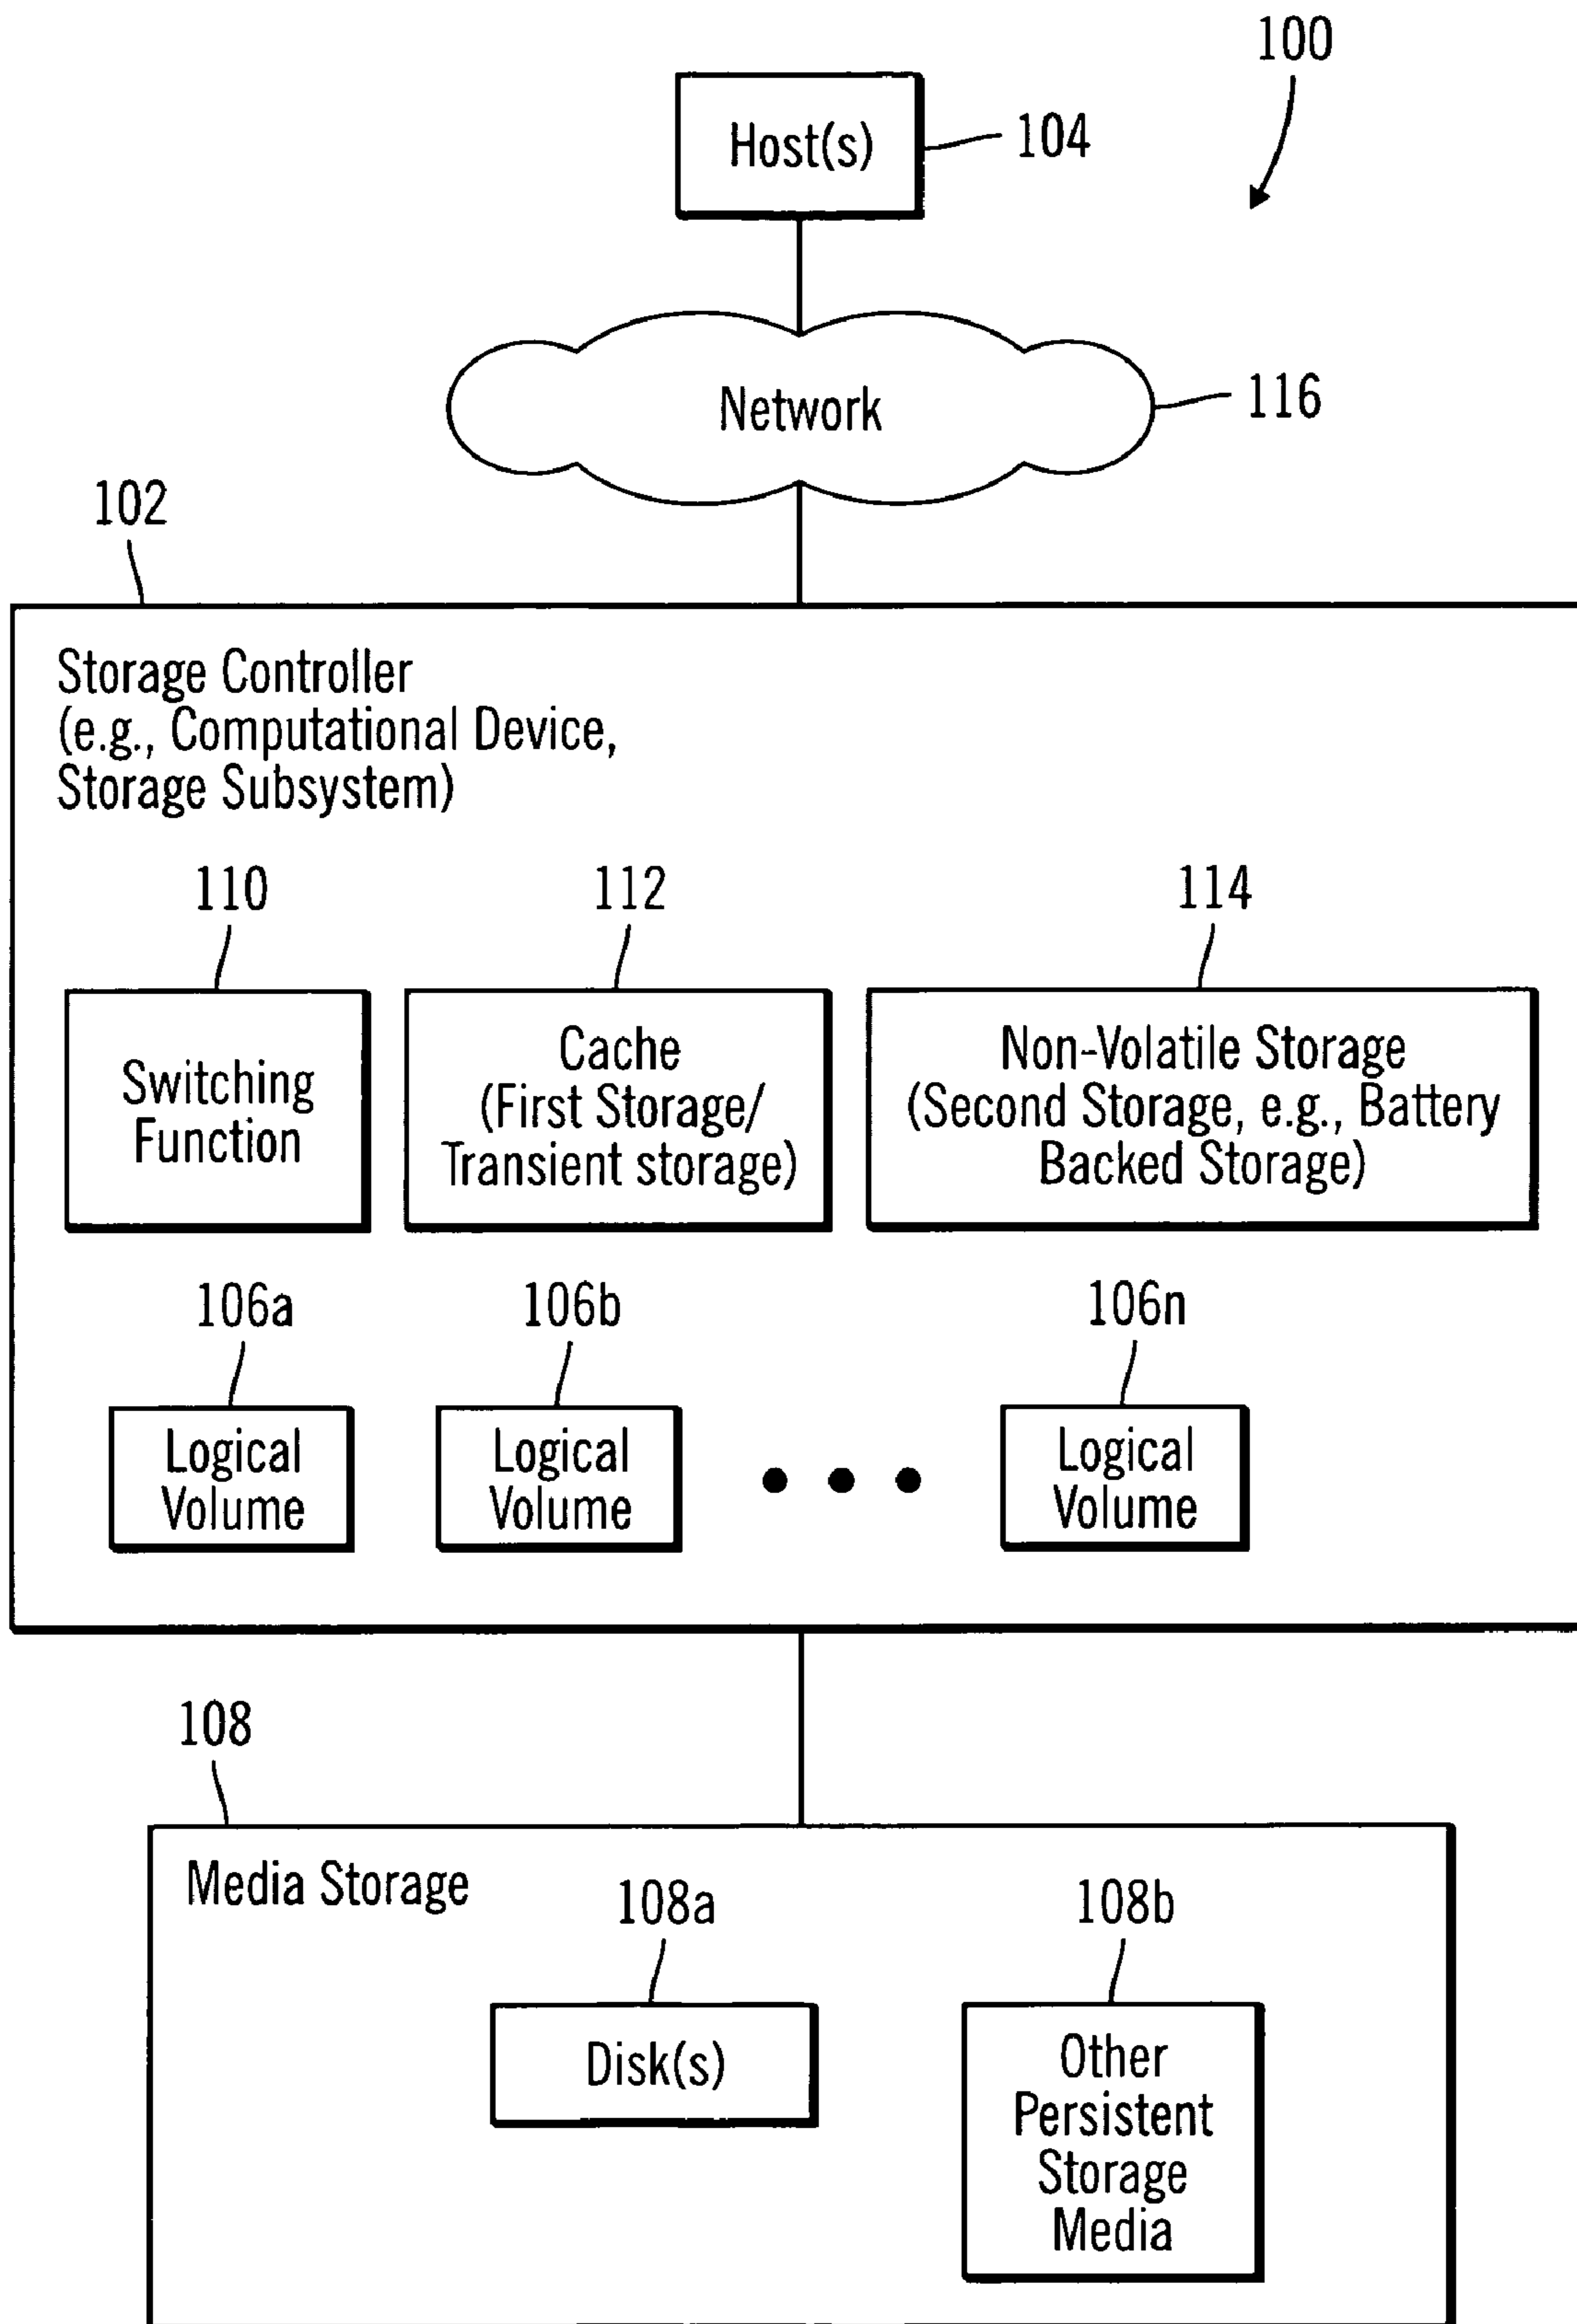 100
Host(s)
104
Network
116
102
Storage Controller
(e.g., Computational Device,
Storage Subsystem)
110
112
114
Switching
Function
Cache
(First Storage/
Transient storage)
Non-Volatile Storage
(Second Storage, e.g., Battery
Backed Storage)
106a
106b
106n
Logical
Volume
Logical
Volume
Logical
Volume
108
Media Storage
108a
108b
Disk(s)
Other
Persistent
Storage
Media